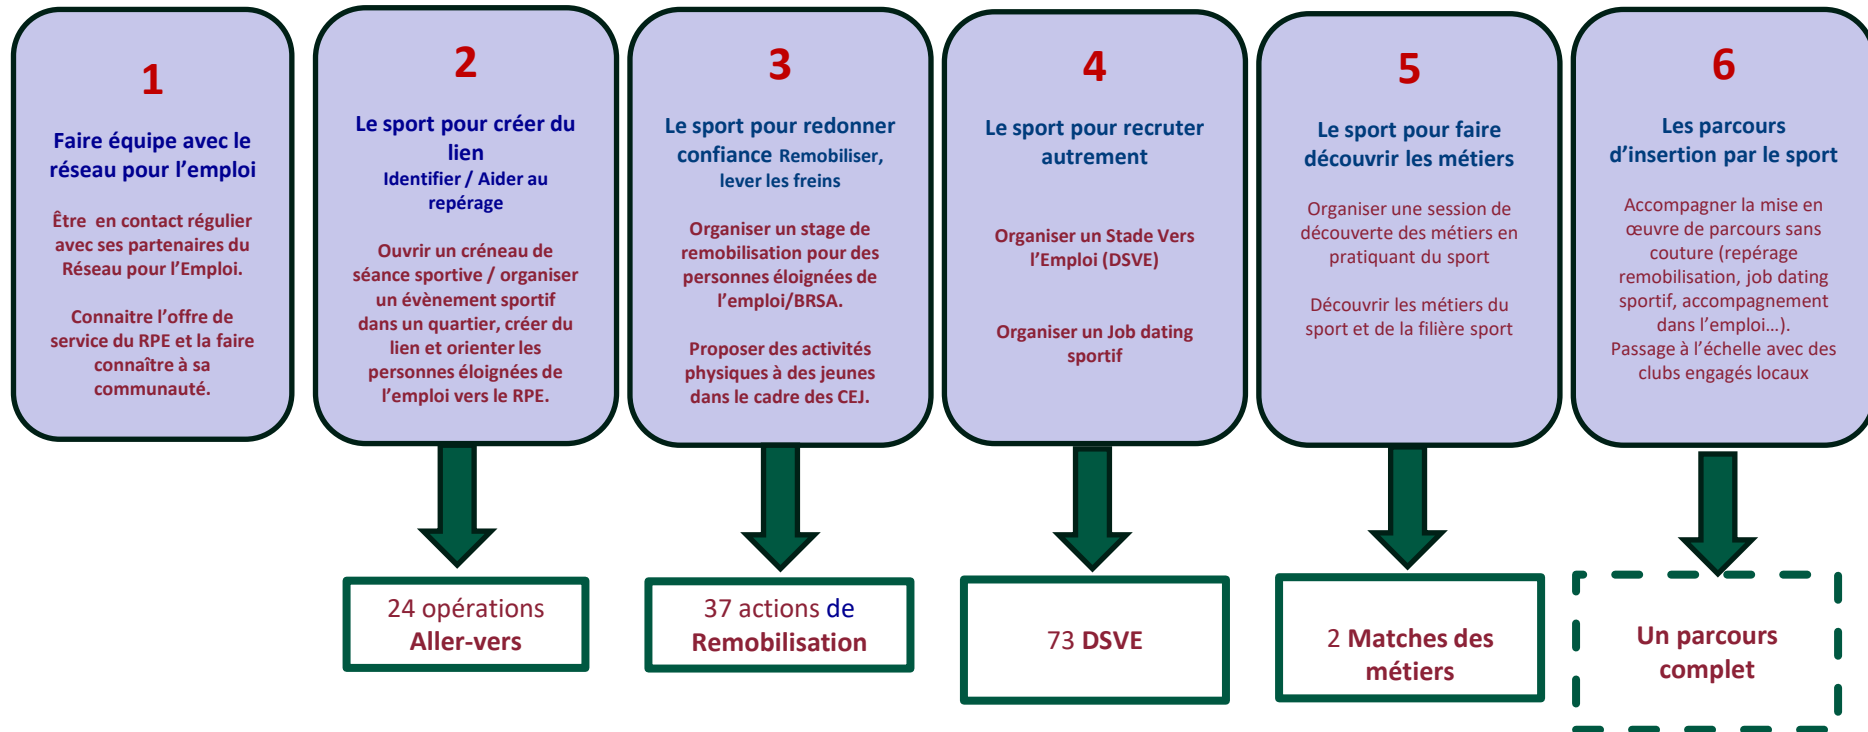 1
Faire équipe avec le
réseau pour l’emploi
Être en contact régulier
avec ses partenaires du
Réseau pour l’Emploi.
Connaitre l’offre de
service du RPE et la faire
connaître à sa
communauté.
2
Le sport pour créer du
lien
Identifier / Aider au
repérage
Ouvrir un créneau de
séance sportive / organiser
un évènement sportif
dans un quartier, créer du
lien et orienter les
personnes éloignées de
l’emploi vers le RPE.
3
Le sport pour redonner
confiance Remobiliser,
lever les freins
Organiser un stage de
remobilisation pour des
personnes éloignées de
l’emploi/BRSA.
Proposer des activités
physiques à des jeunes
dans le cadre des CEJ.
4
Le sport pour recruter
autrement
Organiser un Stade Vers
l’Emploi (DSVE)
Organiser un Job dating
sportif
5
Le sport pour faire
découvrir les métiers
Organiser une session de
découverte des métiers en
pratiquant du sport
Découvrir les métiers du
sport et de la filière sport
6
Les parcours
d’insertion par le sport
Accompagner la mise en
œuvre de parcours sans
couture (repérage
remobilisation, job dating
sportif, accompagnement
dans l’emploi…).
Passage à l’échelle avec des
clubs engagés locaux
24 opérations
Aller-vers
37 actions de
Remobilisation
73 DSVE
2 Matches des
métiers
Un parcours
complet